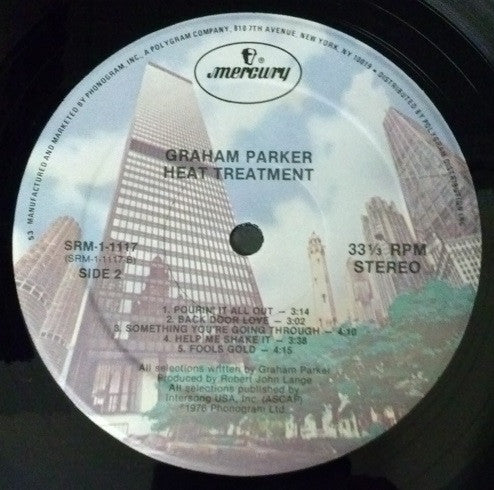 53 MANUFACTURED AND MARKETED BY PHONOGRAM, INC., A POLYGRAM COMPANY, 810 7TH AVENUE, NEW YORK, NY 10019 • DISTRIBUTED BY POLYGRAM DISTRIBUTION
mercury ®
GRAHAM PARKER
HEAT TREATMENT
SRM-1-1117
(SRM-1-1117-B)
SIDE 2
33⅓ RPM
STEREO
1. POURIN' IT ALL OUT – 3:14
2. BACK DOOR LOVE – 3:02
3. SOMETHING YOU'RE GOING THROUGH – 4:10
4. HELP ME SHAKE IT – 3:38
5. FOOLS GOLD – 4:15
All selections written by Graham Parker
Produced by Robert John Lange
All selections published by
Intersong USA, Inc. (ASCAP)
℗1976 Phonogram Ltd.